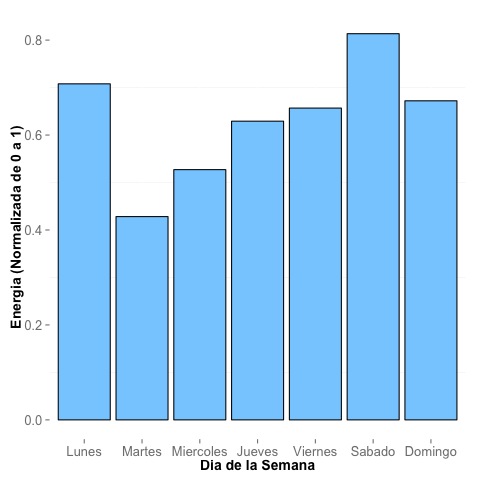 Energia (Normalizada de 0 a 1)
0.8
0.6
0.4
0.2
0.0
Lunes Martes Miercoles Jueves Viernes Sabado Domingo
Dia de la Semana